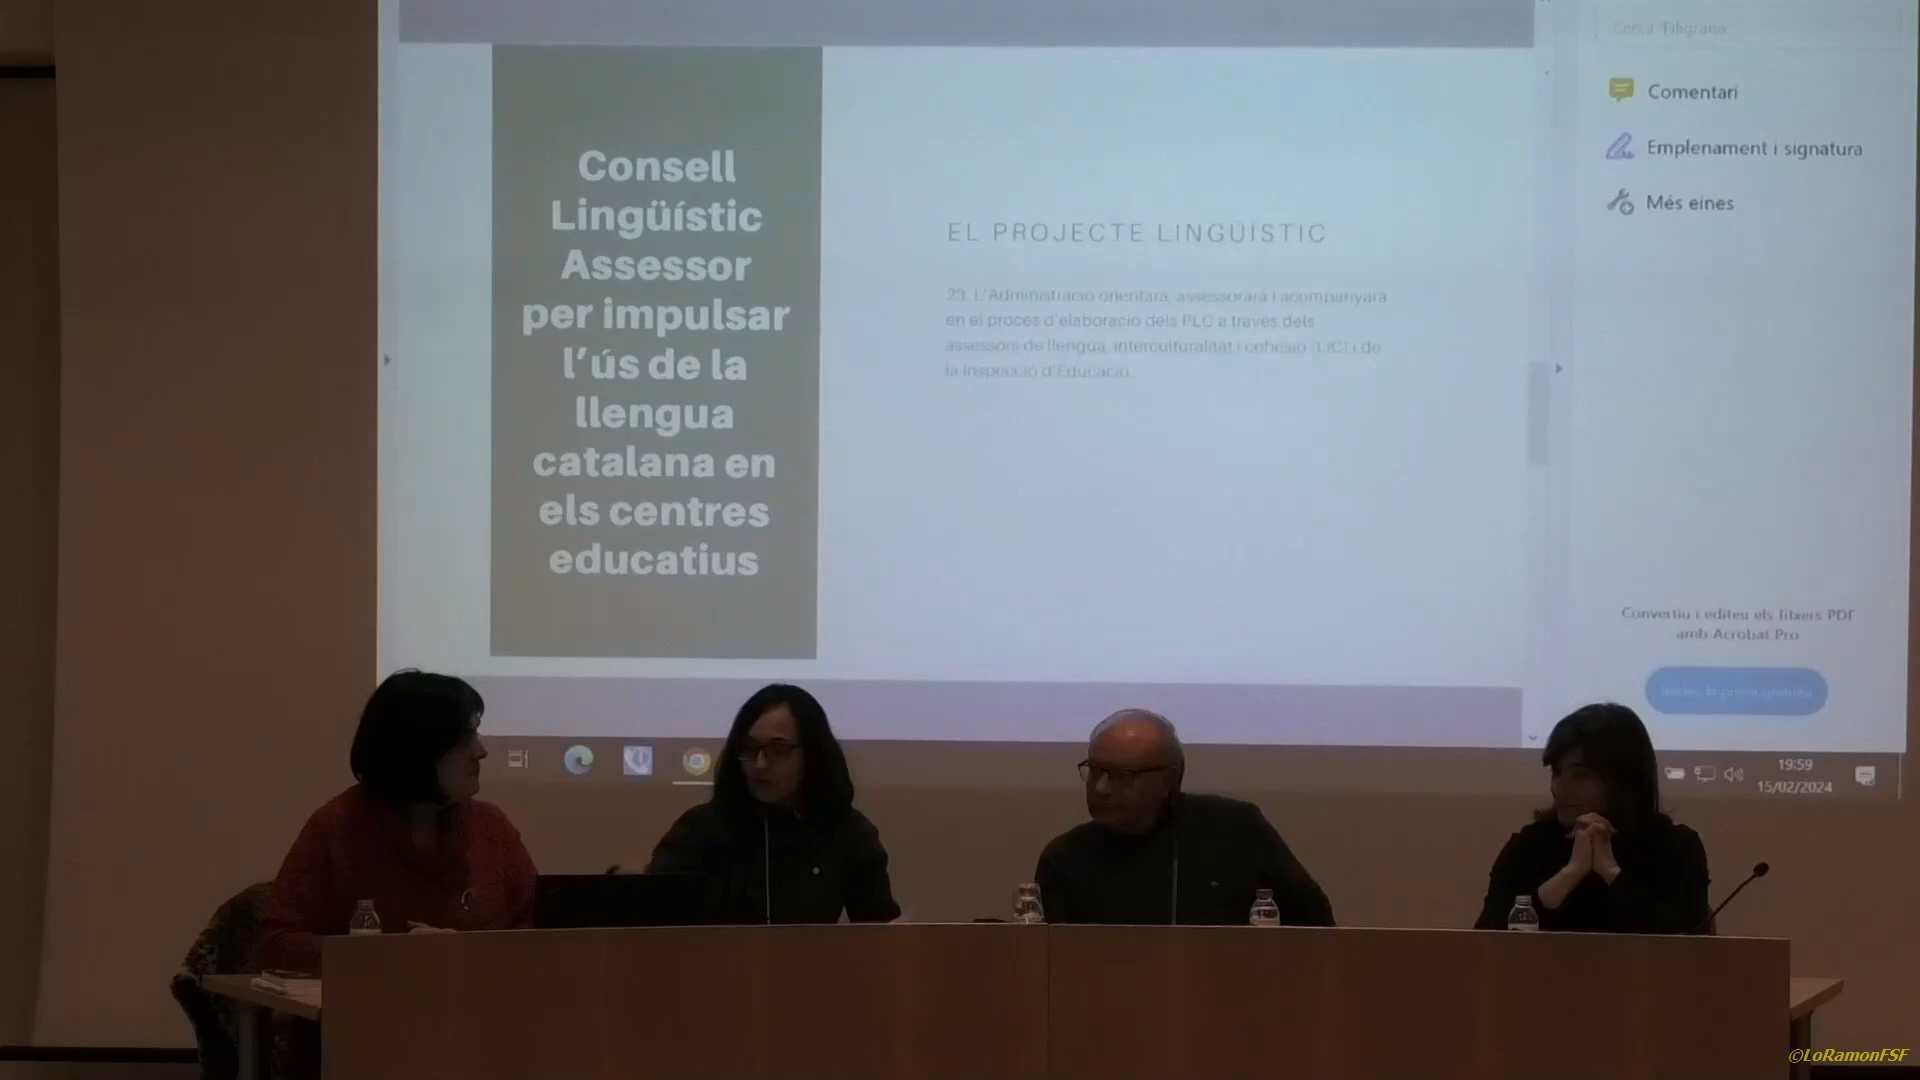 Consell
Lingüístic
Assessor
per impulsar
l’ús de la
llengua
catalana en
els centres
educatius
EL PROJECTE LINGÜÍSTIC
23. L'Administració orientarà, assessorarà i acompanyarà
en el procés d'elaboració dels PLC a través dels
assessors de llengua, interculturalitat i cohesió (LIC) i de
la Inspecció d'Educació.
Cerca 'Filigrana'
Comentari
Emplenament i signatura
Més eines
Convertiu i editeu els fitxers PDF
amb Acrobat Pro
19:59
15/02/2024
©LoRamonFSF